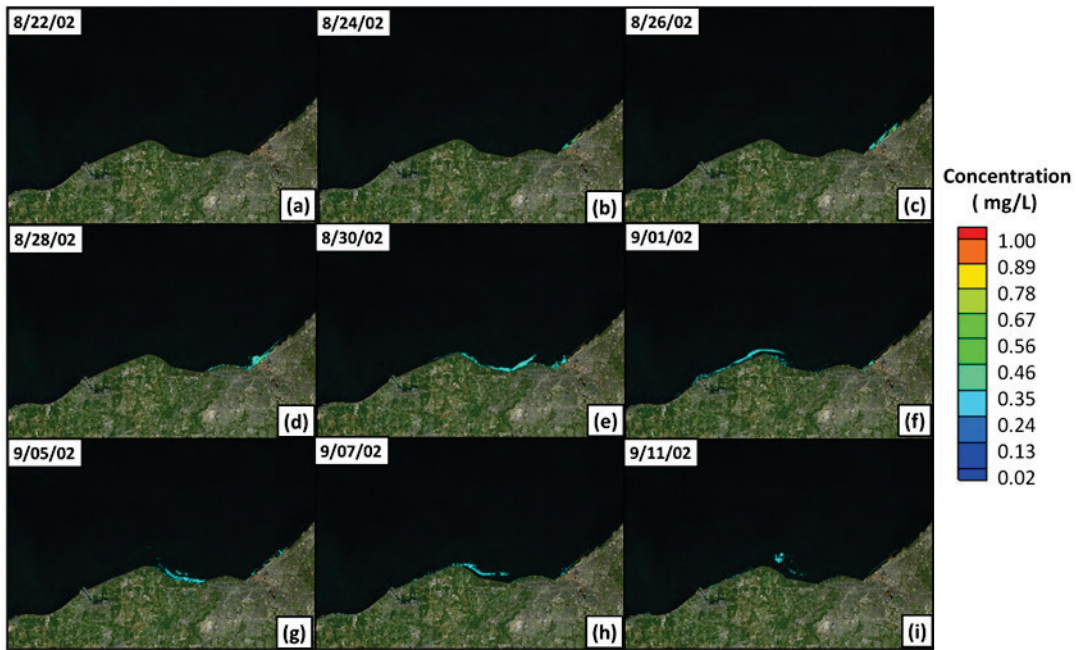 8/22/02
8/24/02
8/26/02
(a)
(b)
(c)
8/28/02
8/30/02
9/01/02
(d)
(e)
(f)
9/05/02
9/07/02
9/11/02
(g)
(h)
(i)
Concentration
( mg/L)
1.00
0.89
0.78
0.67
0.56
0.46
0.35
0.24
0.13
0.02